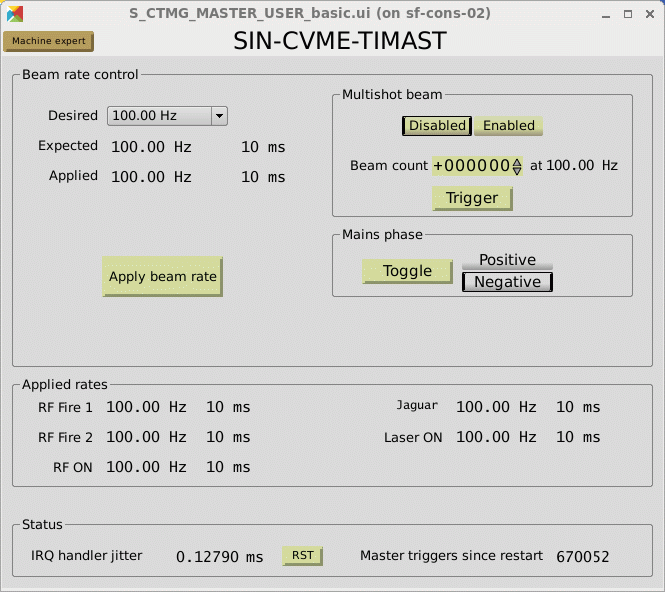 S_CTMG_MASTER_USER_basic.ui (on sf-cons-02)
Machine expert
SIN-CVME-TIMAST
Beam rate control
Desired 100.00 Hz
Expected 100.00 Hz 10 ms
Applied 100.00 Hz 10 ms
Apply beam rate
Multishot beam
Disabled Enabled
Beam count +000000 at 100.00 Hz
Trigger
Mains phase
Toggle Positive
Negative
Applied rates
RF Fire 1 100.00 Hz 10 ms Jaguar 100.00 Hz 10 ms
RF Fire 2 100.00 Hz 10 ms Laser ON 100.00 Hz 10 ms
RF ON 100.00 Hz 10 ms
Status
IRQ handler jitter 0.12790 ms RST Master triggers since restart 670052